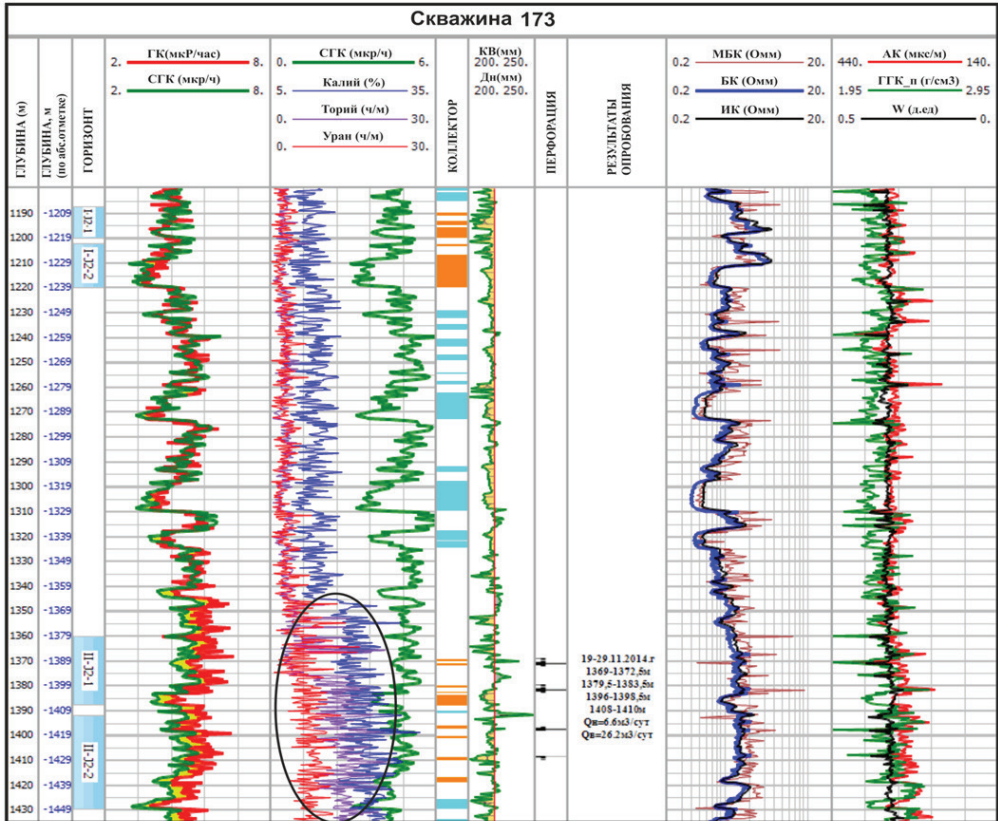 Скважина 173
ГЛУБИНА (м)
ГЛУБИНА, м
(по абс.отметке)
ГОРИЗОНТ
ГК(мкР/час)
2. 8.
СГК (мкр/ч)
2. 8.
СГК (мкр/ч)
0. 6.
Калий (%)
5. 35.
Торий (ч/м)
0. 30.
Уран (ч/м)
0. 30.
КОЛЛЕКТОР
КВ(мм)
200. 250.
Дн(мм)
200. 250.
ПЕРФОРАЦИЯ
РЕЗУЛЬТАТЫ
ОПРОБОВАНИЯ
МБК (Омм)
0.2 20.
БК (Омм)
0.2 20.
ИК (Омм)
0.2 20.
АК (мкс/м)
440. 140.
ГГК_п (г/см3)
1.95 2.95
W (д.ед)
0.5 0.
1190 -1209
1200 -1219
1210 -1229
1220 -1239
1230 -1249
1240 -1259
1250 -1269
1260 -1279
1270 -1289
1280 -1299
1290 -1309
1300 -1319
1310 -1329
1320 -1339
1330 -1349
1340 -1359
1350 -1369
1360 -1379
1370 -1389
1380 -1399
1390 -1409
1400 -1419
1410 -1429
1420 -1439
1430 -1449
I-J2-1
I-J2-2
II-J2-1
II-J2-2
19-29.11.2014.г
1369-1372,5м
1379,5-1383,5м
1396-1398,5м
1408-1410м
Qн=6.6м3/сут
Qв=26.2м3/сут